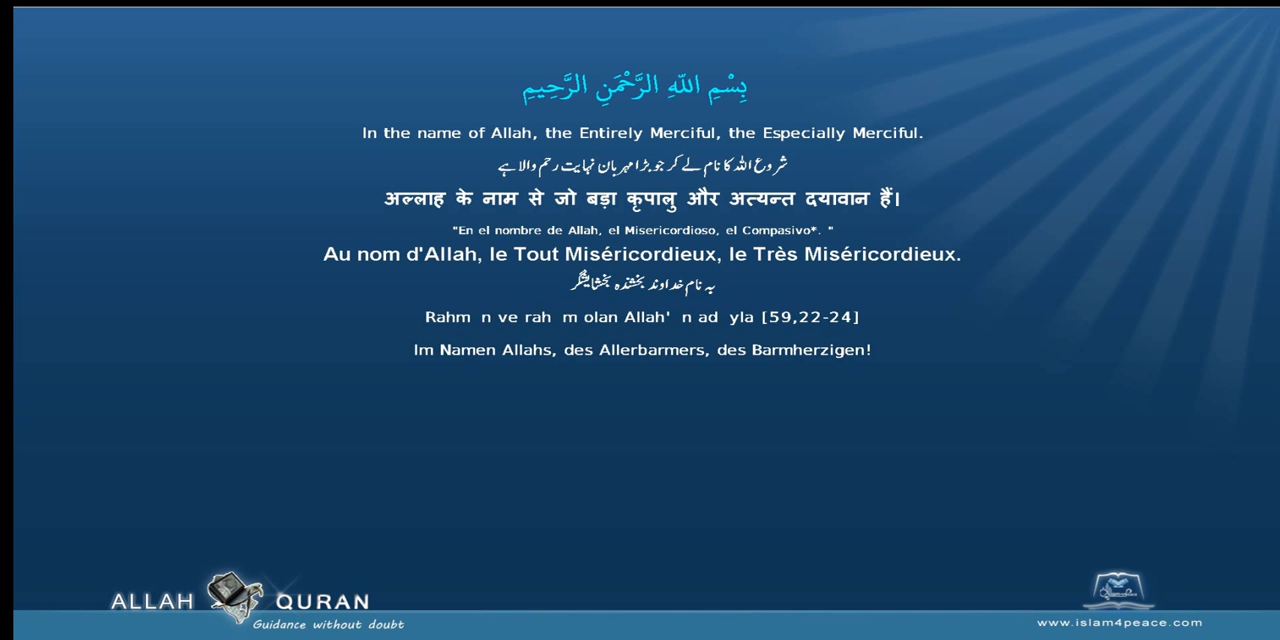 بِسْمِ اللّهِ الرَّحْمَنِ الرَّحِيمِ
In the name of Allah, the Entirely Merciful, the Especially Merciful.
شروع اللہ کا نام لے کر جو بڑا مہربان نہایت رحم والا ہے
अल्लाह के नाम से जो बड़ा कृपालु और अत्यन्त दयावान हैं।
"En el nombre de Allah, el Misericordioso, el Compasivo*. "
Au nom d'Allah, le Tout Miséricordieux, le Très Miséricordieux.
به نام خداوند بخشنده بخشایشگر
Rahm n ve rah m olan Allah' n ad yla [59,22-24]
Im Namen Allahs, des Allerbarmers, des Barmherzigen!
ALLAH QURAN
Guidance without doubt
www.islam4peace.com